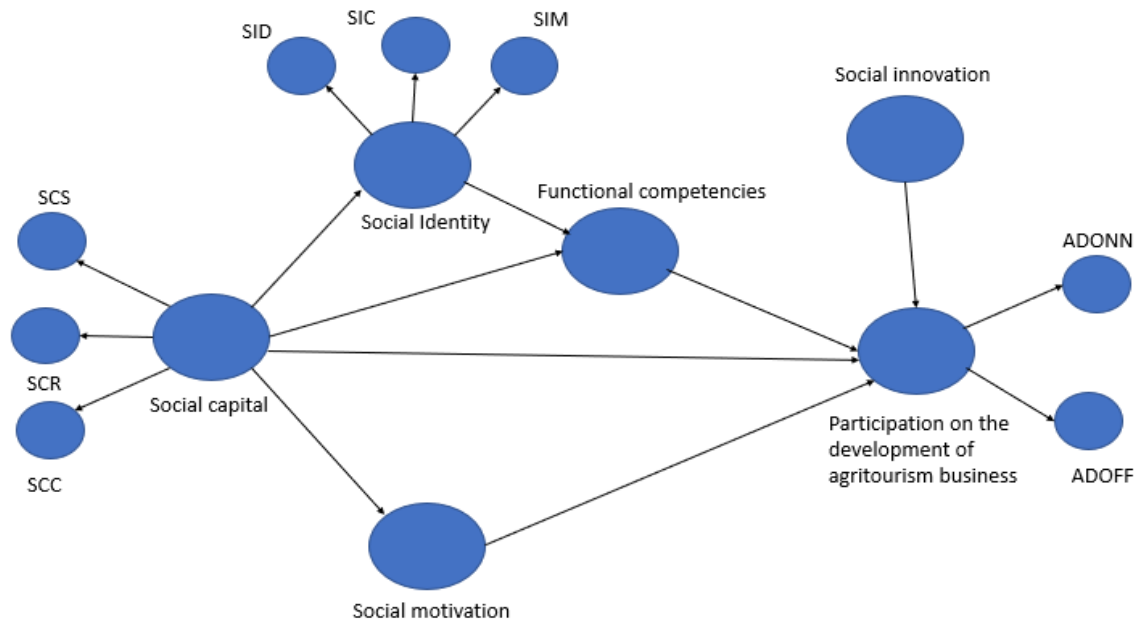 SID
SIC
SIM
Social innovation
Social Identity
Functional competencies
SCS
SCR
SCC
Social capital
ADONN
ADOFF
Participation on the
development of
agritourism business
Social motivation